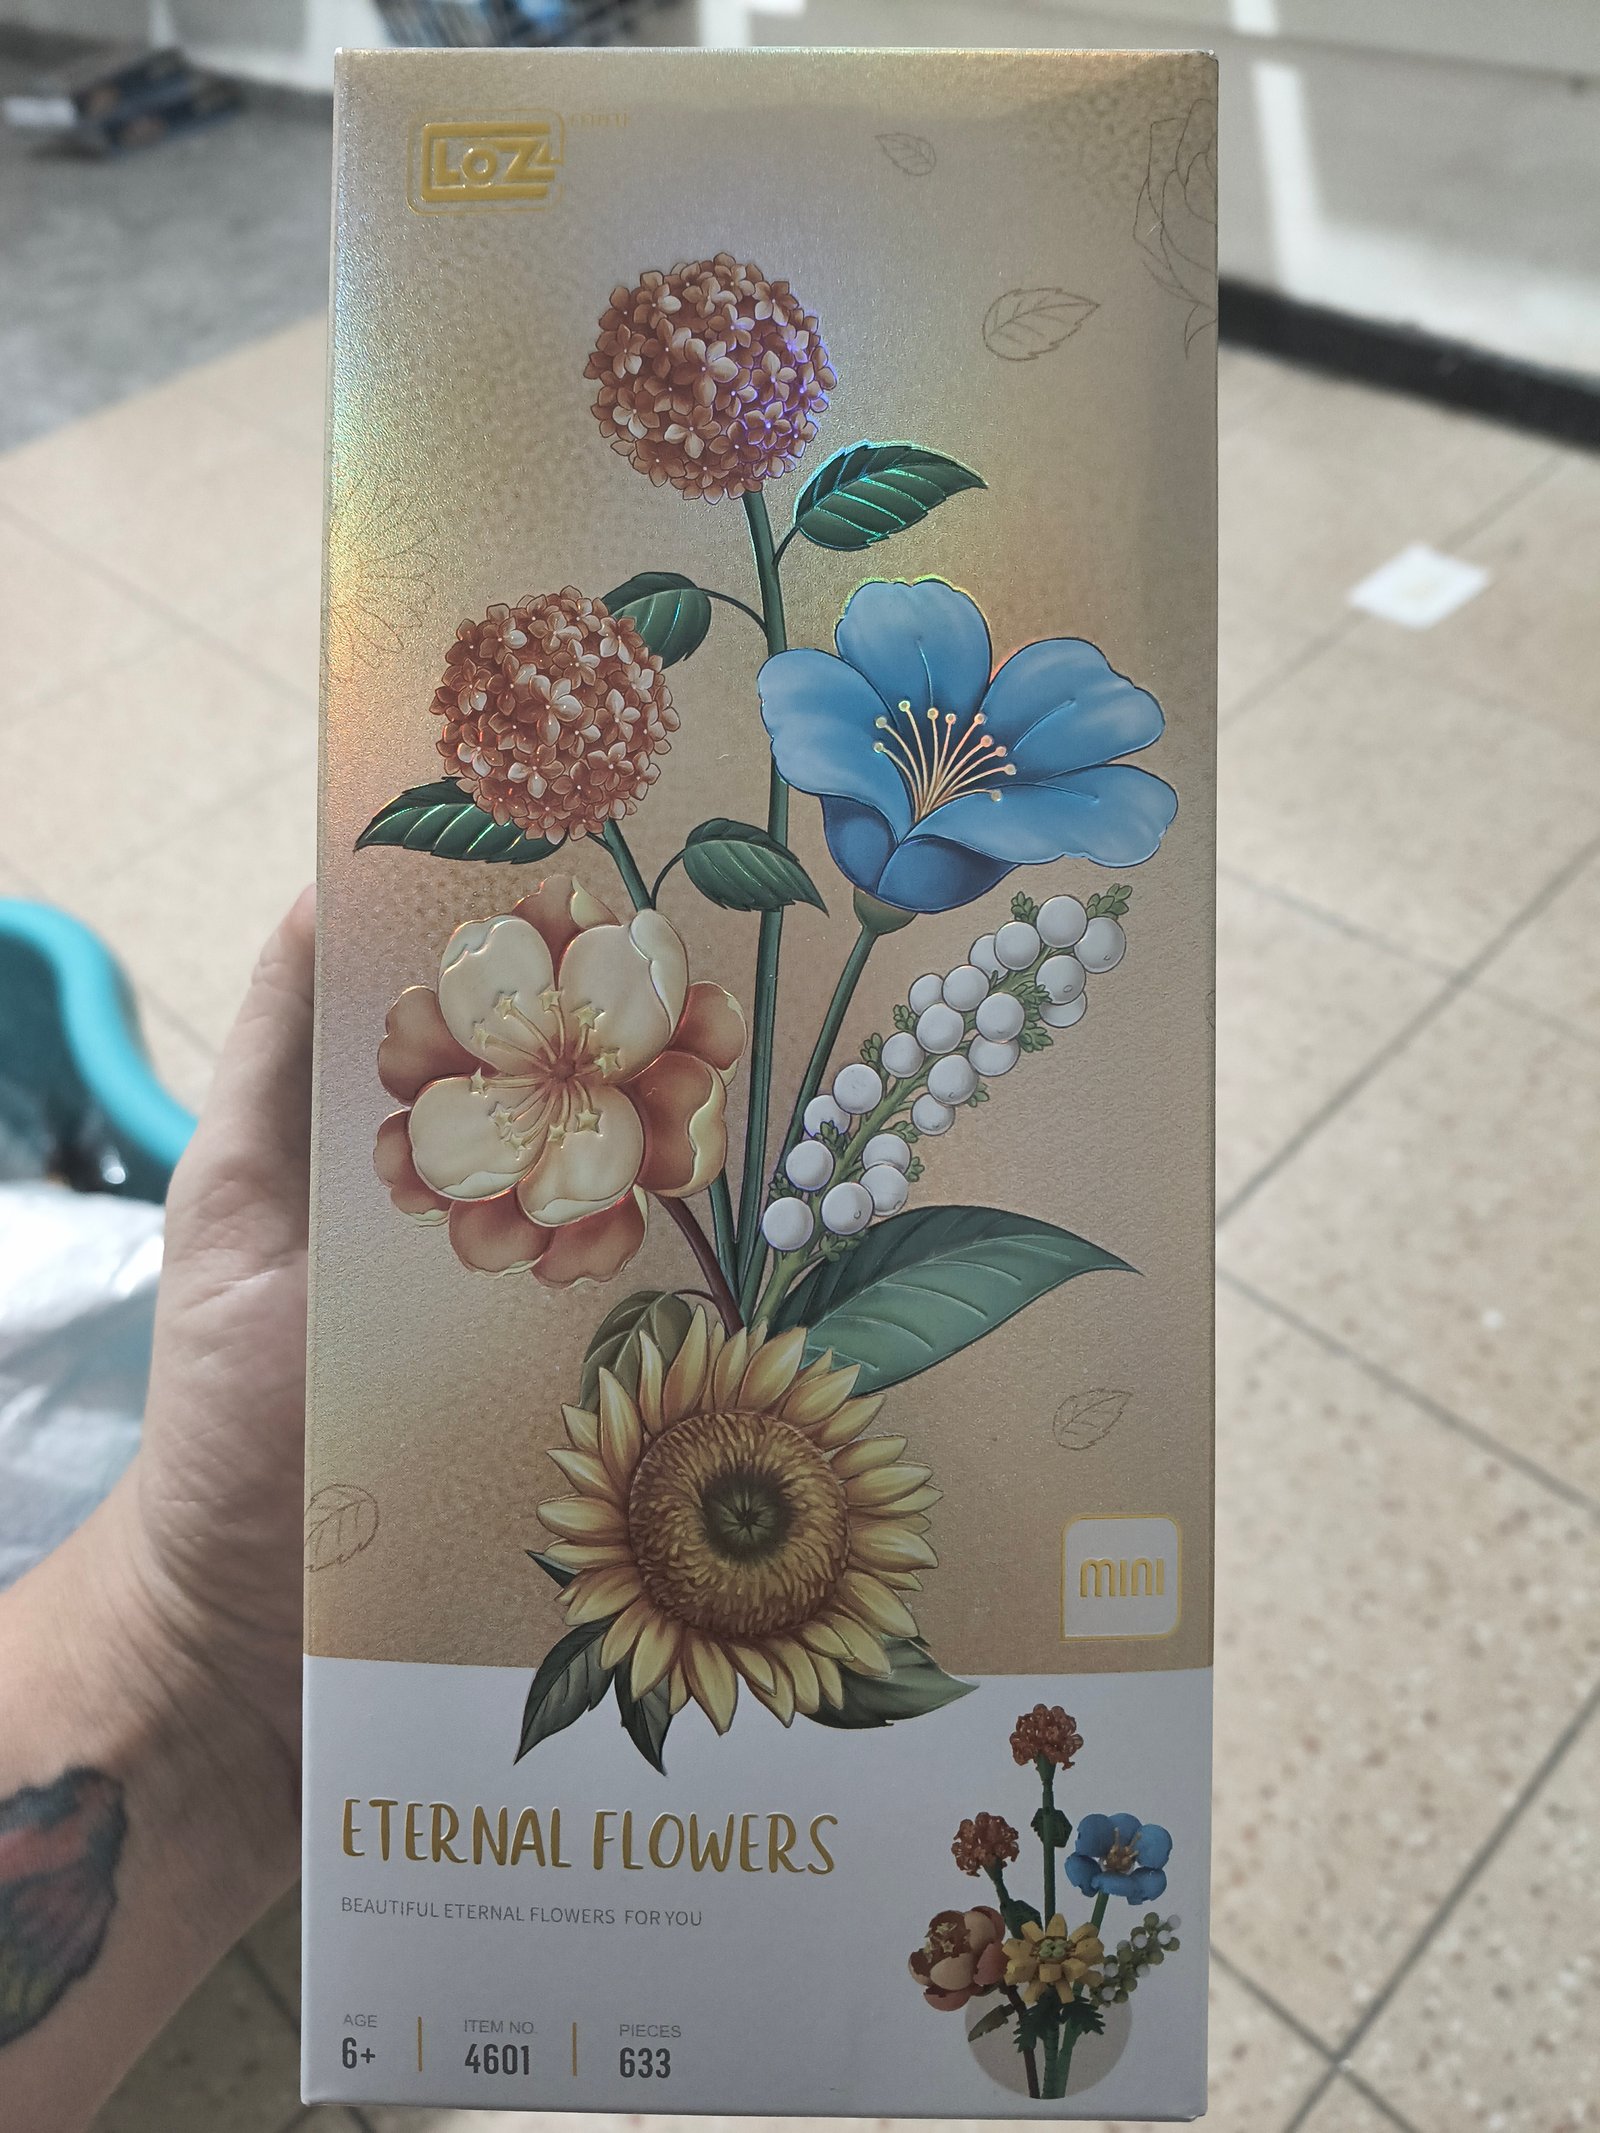 LOZ
mini
ETERNAL FLOWERS
BEAUTIFUL ETERNAL FLOWERS FOR YOU
AGE
6+
ITEM NO.
4601
PIECES
633